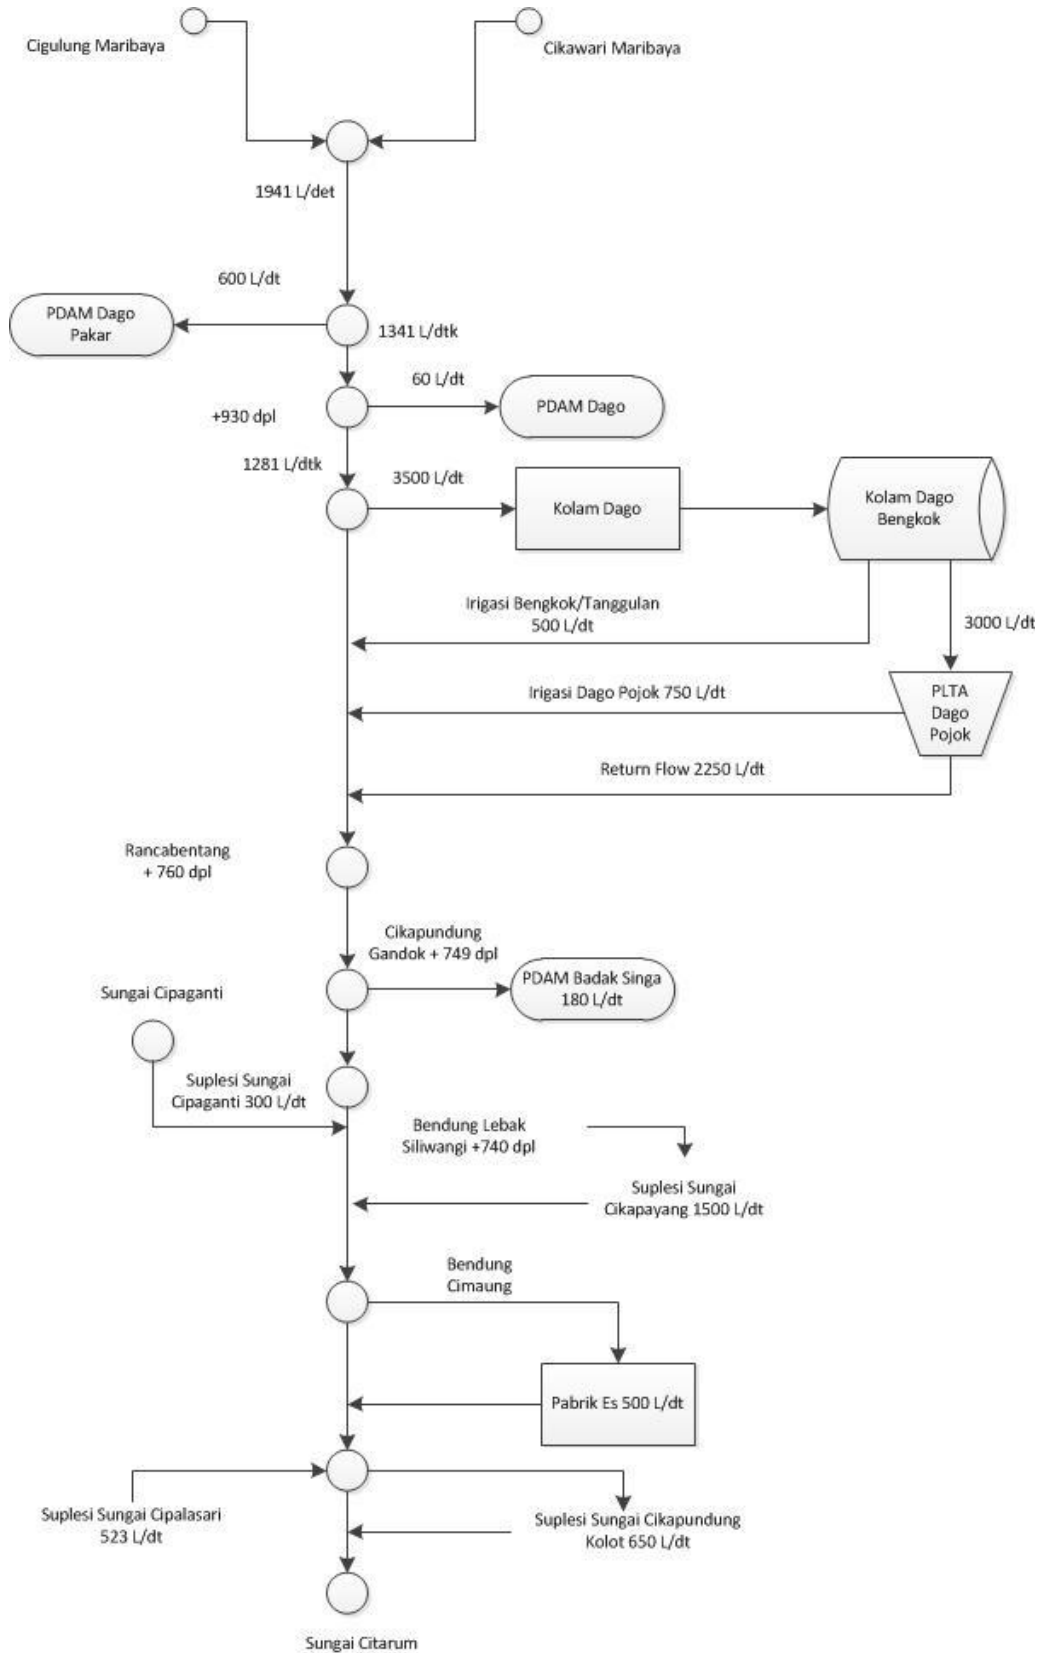 Cigulung Maribaya
Cikawari Maribaya
1941 L/det
600 L/dt
PDAM Dago
Pakar
1341 L/dtk
60 L/dt
PDAM Dago
+930 dpl
1281 L/dtk
3500 L/dt
Kolam Dago
Kolam Dago
Bengkok
Irigasi Bengkok/Tanggulan
500 L/dt
3000 L/dt
Irigasi Dago Pojok 750 L/dt
PLTA
Dago
Pojok
Return Flow 2250 L/dt
Rancabentang
+ 760 dpl
Cikapundung
Gandok + 749 dpl
PDAM Badak Singa
180 L/dt
Sungai Cipaganti
Suplesi Sungai
Cipaganti 300 L/dt
Bendung Lebak
Siliwangi +740 dpl
Suplesi Sungai
Cikapayang 1500 L/dt
Bendung
Cimaung
Pabrik Es 500 L/dt
Suplesi Sungai Cipalasari
523 L/dt
Suplesi Sungai Cikapundung
Kolot 650 L/dt
Sungai Citarum